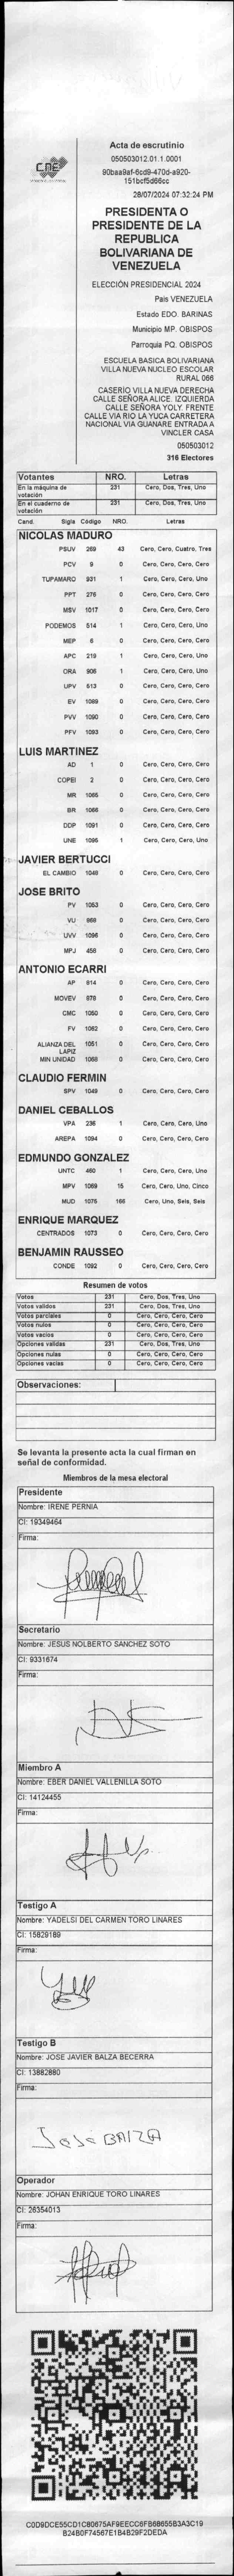 CNE
Acta de escrutinio
050503012.01.1.0001
90baa9af-6cd9-470d-a920-
151bcf5d66cc
28/07/2024 07:32:24 PM
PRESIDENTA O
PRESIDENTE DE LA
REPUBLICA
BOLIVARIANA DE
VENEZUELA
ELECCIÓN PRESIDENCIAL 2024
Pais VENEZUELA
Estado EDO. BARINAS
Municipio MP. OBISPOS
Parroquia PQ. OBISPOS
ESCUELA BASICA BOLIVARIANA
VILLA NUEVA NUCLEO ESCOLAR
RURAL 066
CASERÍO VILLA NUEVA DERECHA
CALLE SEÑORA ALICE. IZQUIERDA
CALLE SEÑORA YOLY. FRENTE
CALLE VIA RIO LA YUCA CARRETERA
NACIONAL VIA GUANARE ENTRADA A
VINCLER CASA
050503012
316 Electores
Votantes NRO. Letras
En la máquina de votación 231 Cero, Dos, Tres, Uno
En el cuaderno de votación 231 Cero, Dos, Tres, Uno
Cand. Sigla Código NRO. Letras
NICOLAS MADURO
PSUV 269 43 Cero, Cero, Cuatro, Tres
PCV 9 0 Cero, Cero, Cero, Cero
TUPAMARO 931 1 Cero, Cero, Cero, Uno
PPT 276 0 Cero, Cero, Cero, Cero
MSV 1017 0 Cero, Cero, Cero, Cero
PODEMOS 514 1 Cero, Cero, Cero, Uno
MEP 6 0 Cero, Cero, Cero, Cero
APC 219 1 Cero, Cero, Cero, Uno
ORA 908 1 Cero, Cero, Cero, Uno
UPV 513 0 Cero, Cero, Cero, Cero
EV 1089 0 Cero, Cero, Cero, Cero
PVV 1090 0 Cero, Cero, Cero, Cero
PFV 1093 0 Cero, Cero, Cero, Cero
LUIS MARTINEZ
AD 1 0 Cero, Cero, Cero, Cero
COPEI 2 0 Cero, Cero, Cero, Cero
MR 1065 0 Cero, Cero, Cero, Cero
BR 1066 0 Cero, Cero, Cero, Cero
DDP 1091 0 Cero, Cero, Cero, Cero
UNE 1095 1 Cero, Cero, Cero, Uno
JAVIER BERTUCCI
EL CAMBIO 1048 0 Cero, Cero, Cero, Cero
JOSE BRITO
PV 1053 0 Cero, Cero, Cero, Cero
VU 868 0 Cero, Cero, Cero, Cero
UVV 1096 0 Cero, Cero, Cero, Cero
MPJ 458 0 Cero, Cero, Cero, Cero
ANTONIO ECARRI
AP 814 0 Cero, Cero, Cero, Cero
MOVEV 878 0 Cero, Cero, Cero, Cero
CMC 1050 0 Cero, Cero, Cero, Cero
FV 1062 0 Cero, Cero, Cero, Cero
ALIANZA DEL LAPIZ 1051 0 Cero, Cero, Cero, Cero
MIN UNIDAD 1068 0 Cero, Cero, Cero, Cero
CLAUDIO FERMIN
SPV 1049 0 Cero, Cero, Cero, Cero
DANIEL CEBALLOS
VPA 236 1 Cero, Cero, Cero, Uno
AREPA 1094 0 Cero, Cero, Cero, Cero
EDMUNDO GONZALEZ
UNTC 460 1 Cero, Cero, Cero, Uno
MPV 1069 15 Cero, Cero, Uno, Cinco
MUD 1075 166 Cero, Uno, Seis, Seis
ENRIQUE MARQUEZ
CENTRADOS 1073 0 Cero, Cero, Cero, Cero
BENJAMIN RAUSSEO
CONDE 1092 0 Cero, Cero, Cero, Cero
Resumen de votos
Votos 231 Cero, Dos, Tres, Uno
Votos validos 231 Cero, Dos, Tres, Uno
Votos parciales 0 Cero, Cero, Cero, Cero
Votos nulos 0 Cero, Cero, Cero, Cero
Votos vacios 0 Cero, Cero, Cero, Cero
Opciones validas 231 Cero, Dos, Tres, Uno
Opciones nulas 0 Cero, Cero, Cero, Cero
Opciones vacias 0 Cero, Cero, Cero, Cero
Observaciones:
Se levanta la presente acta la cual firman en
señal de conformidad.
Miembros de la mesa electoral
Presidente
Nombre: IRENE PERNIA
CI: 19349464
Firma:
Secretario
Nombre: JESUS NOLBERTO SANCHEZ SOTO
CI: 9331674
Firma:
Miembro A
Nombre: EBER DANIEL VALLENILLA SOTO
CI: 14124455
Firma:
Testigo A
Nombre: YADELSI DEL CARMEN TORO LINARES
CI: 15829189
Firma:
Testigo B
Nombre: JOSE JAVIER BALZA BECERRA
CI: 13882880
Firma:
José BALZA
Operador
Nombre: JOHAN ENRIQUE TORO LINARES
CI: 26354013
Firma:
C0D9DCE55CD1C80675AF9EECC6FB68655B3A3C19
B24B0F74567E1B4B29F2DEDA